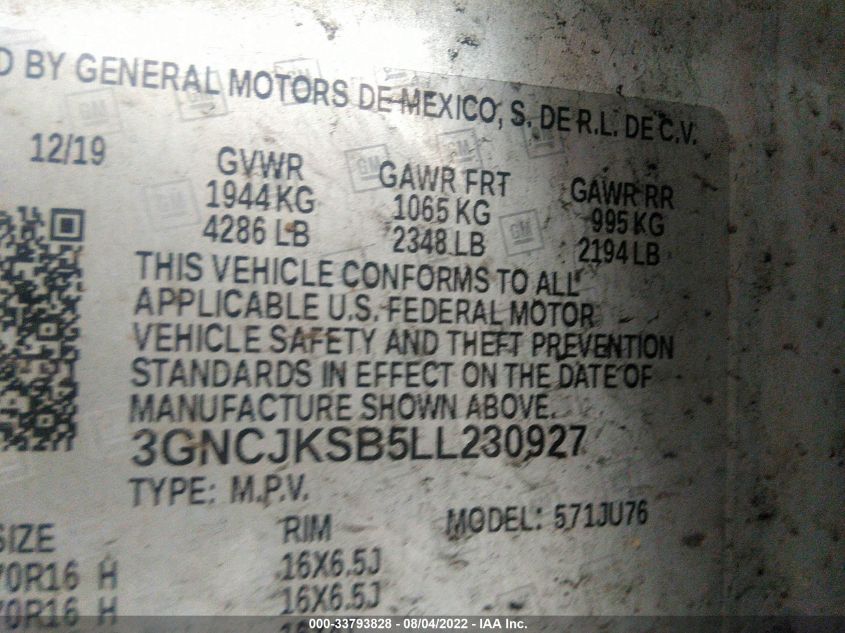 D BY GENERAL MOTORS DE MEXICO, S. DE R.L. DE C.V.
12/19
GVWR GAWR FRT GAWR RR
1944 KG 1065 KG 995 KG
4286 LB 2348 LB 2194 LB
THIS VEHICLE CONFORMS TO ALL
APPLICABLE U.S. FEDERAL MOTOR
VEHICLE SAFETY AND THEFT PREVENTION
STANDARDS IN EFFECT ON THE DATE OF
MANUFACTURE SHOWN ABOVE.
3GNCJKSB5LL230927
TYPE: M.P.V. MODEL: 571JU76
SIZE RIM
70R16 H 16X6.5J
70R16 H 16X6.5J
000-33793828 - 08/04/2022 - IAA Inc.